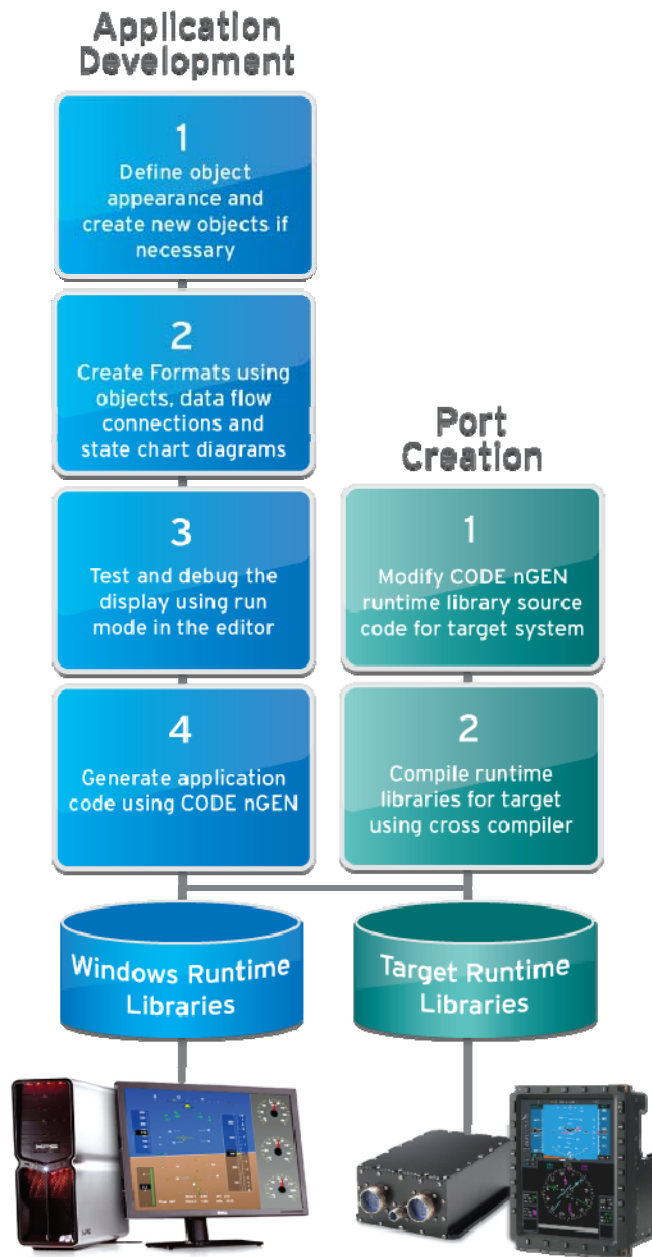 Application
Development
1
Define object
appearance and
create new objects if
necessary
2
Create Formats using
objects, data flow
connections and
state chart diagrams
3
Test and debug the
display using run
mode in the editor
4
Generate application
code using CODE nGEN
Port
Creation
1
Modify CODE nGEN
runtime library source
code for target system
2
Compile runtime
libraries for target
using cross compiler
Windows Runtime
Libraries
Target Runtime
Libraries
XPS
DELL